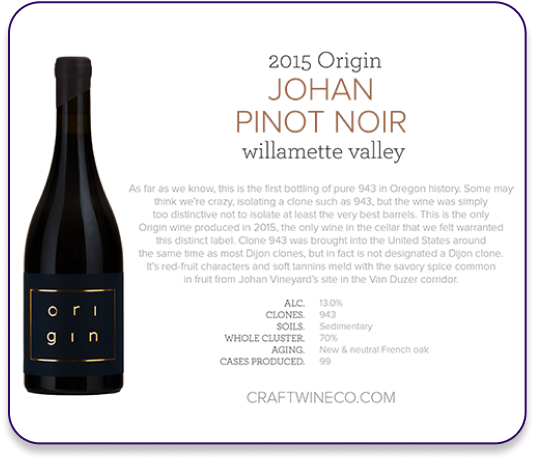 2015 Origin
JOHAN
PINOT NOIR
willamette valley
As far as we know, this is the first bottling of pure 943 in Oregon history. Some may
think we're crazy, isolating a clone such as 943, but the wine was simply
too distinctive not to isolate at least the very best barrels. This is the only
Origin wine produced in 2015, the only wine in the cellar that we felt warranted
this distinct label. Clone 943 was brought into the United States around
the same time as most Dijon clones, but in fact is not designated a Dijon clone.
It's red-fruit characters and soft tannins meld with the savory spice common
in fruit from Johan Vineyard's site in the Van Duzer corridor.
ALC. 13.0%
CLONES. 943
SOILS. Sedimentary
WHOLE CLUSTER. 70%
AGING. New & neutral French oak
CASES PRODUCED. 99
CRAFTWINECO.COM
ori
gin